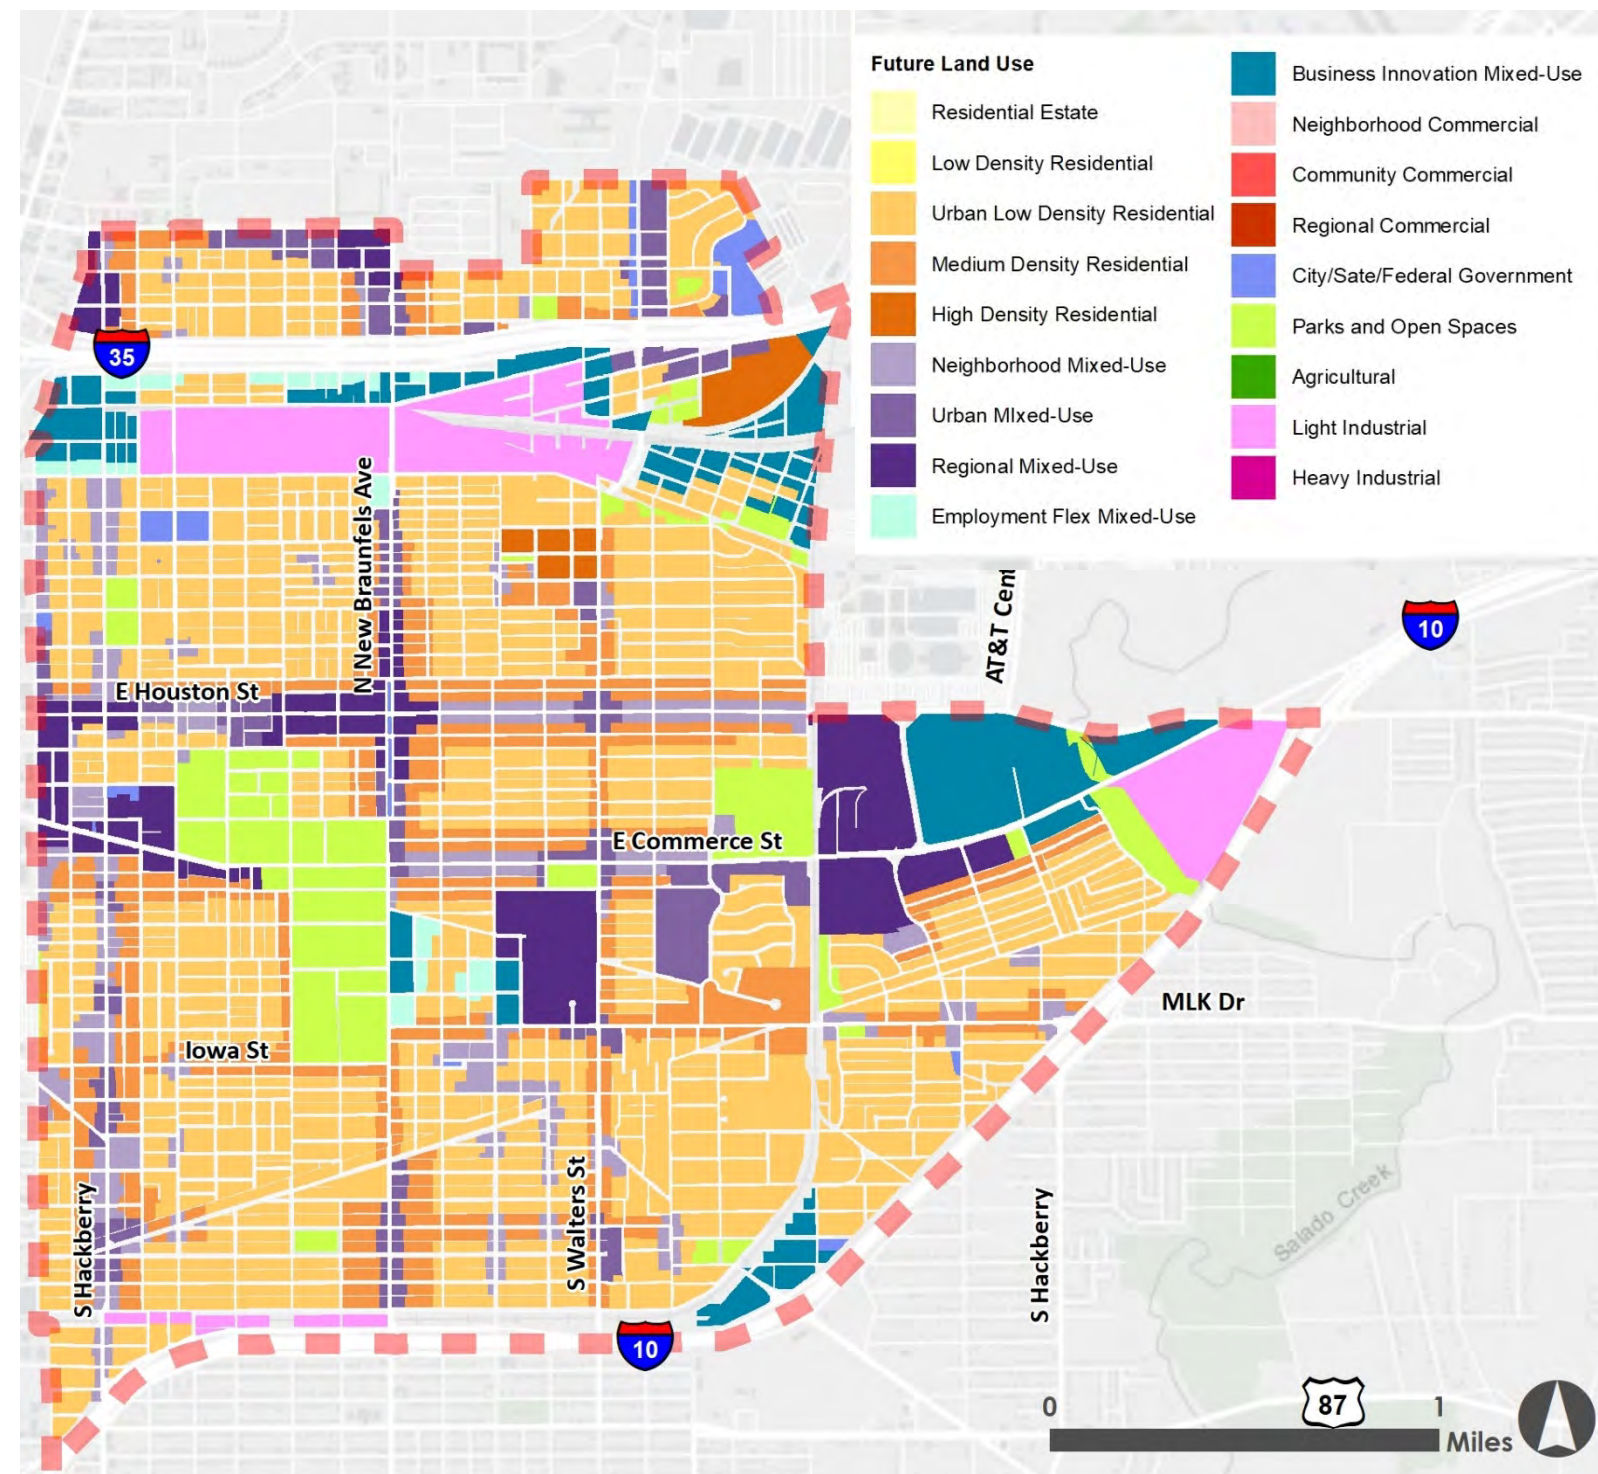 Future Land Use
Residential Estate
Low Density Residential
Urban Low Density Residential
Medium Density Residential
High Density Residential
Neighborhood Mixed-Use
Urban MIxed-Use
Regional Mixed-Use
Employment Flex Mixed-Use
Business Innovation Mixed-Use
Neighborhood Commercial
Community Commercial
Regional Commercial
City/Sate/Federal Government
Parks and Open Spaces
Agricultural
Light Industrial
Heavy Industrial
35
N New Braunfels Ave
AT&T Cent
10
E Houston St
E Commerce St
MLK Dr
Iowa St
S Hackberry
S Walters St
S Hackberry
Salado Creek
10
87
0
1
Miles